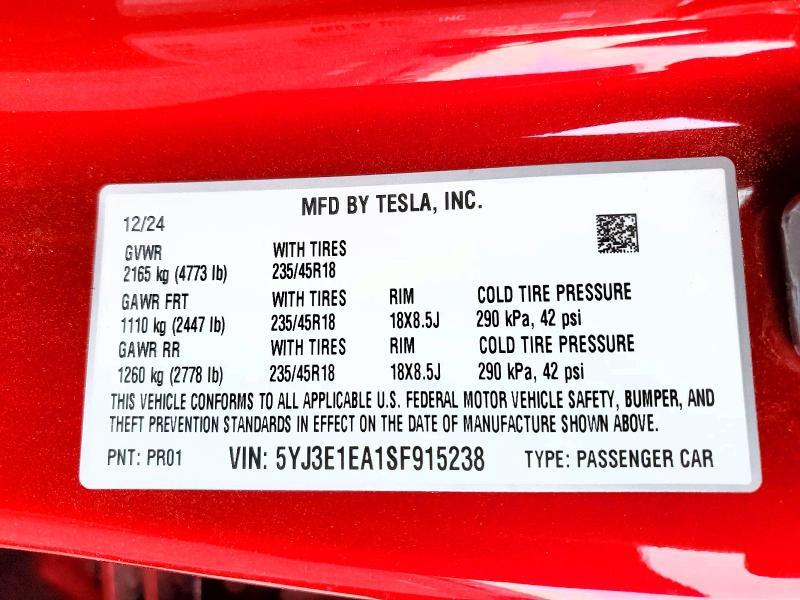 MFD BY TESLA, INC.
12/24
GVWR WITH TIRES
2165 kg (4773 lb) 235/45R18
GAWR FRT WITH TIRES RIM COLD TIRE PRESSURE
1110 kg (2447 lb) 235/45R18 18X8.5J 290 kPa, 42 psi
GAWR RR WITH TIRES RIM COLD TIRE PRESSURE
1260 kg (2778 lb) 235/45R18 18X8.5J 290 kPa, 42 psi
THIS VEHICLE CONFORMS TO ALL APPLICABLE U.S. FEDERAL MOTOR VEHICLE SAFETY, BUMPER, AND
THEFT PREVENTION STANDARDS IN EFFECT ON THE DATE OF MANUFACTURE SHOWN ABOVE.
PNT: PR01 VIN: 5YJ3E1EA1SF915238 TYPE: PASSENGER CAR